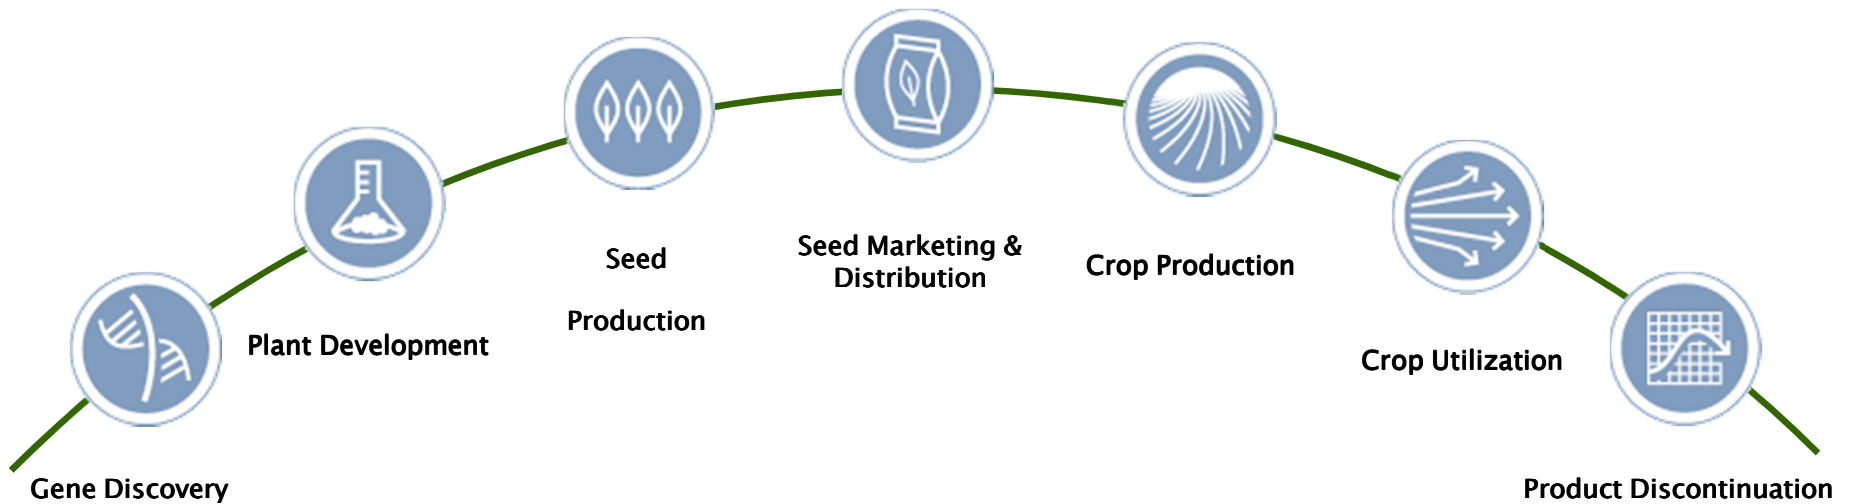 Gene Discovery
Plant Development
Seed
Production
Seed Marketing &
Distribution
Crop Production
Crop Utilization
Product Discontinuation